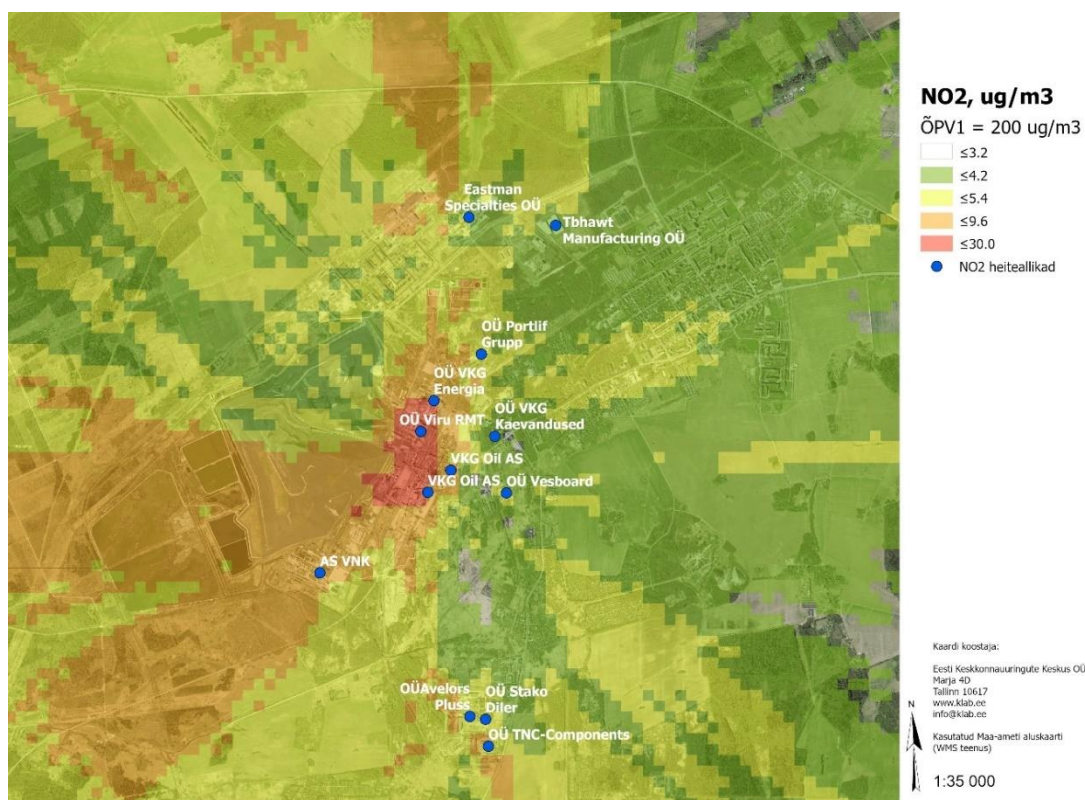 NO2, ug/m3
ÕPV1 = 200 ug/m3
≤3.2
≤4.2
≤5.4
≤9.6
≤30.0
NO2 heiteallikad
Eastman
Specialties OÜ
Tbhawt
Manufacturing OÜ
OÜ Portlif
Grupp
OÜ VKG
Energia
OÜ Viru RMT
OÜ VKG
Kaevandused
VKG Oil AS
VKG Oil AS
OÜ Vesboard
AS VNK
OÜAvelors
Pluss
OÜ Stako
Diler
OÜ TNC-Components
Kaardi koostaja:
Eesti Keskkonnauuringute Keskus OÜ
Marja 4D
Tallinn 10617
www.klab.ee
info@klab.ee
Kasutatud Maa-ameti aluskaarti
(WMS teenus)
N
1:35 000